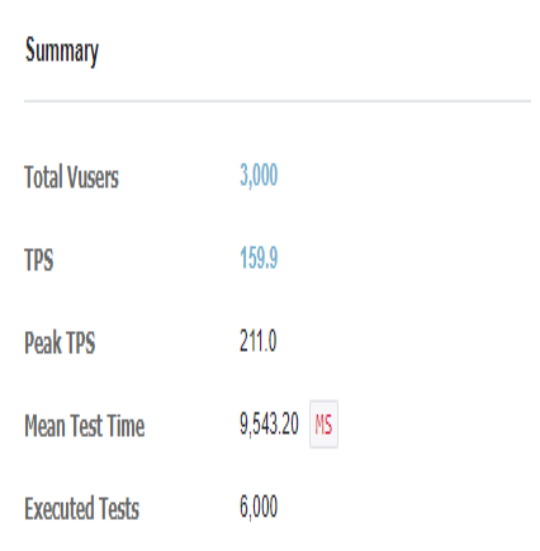 Summary
Total Vusers 3,000
TPS 159.9
Peak TPS 211.0
Mean Test Time 9,543.20 MS
Executed Tests 6,000